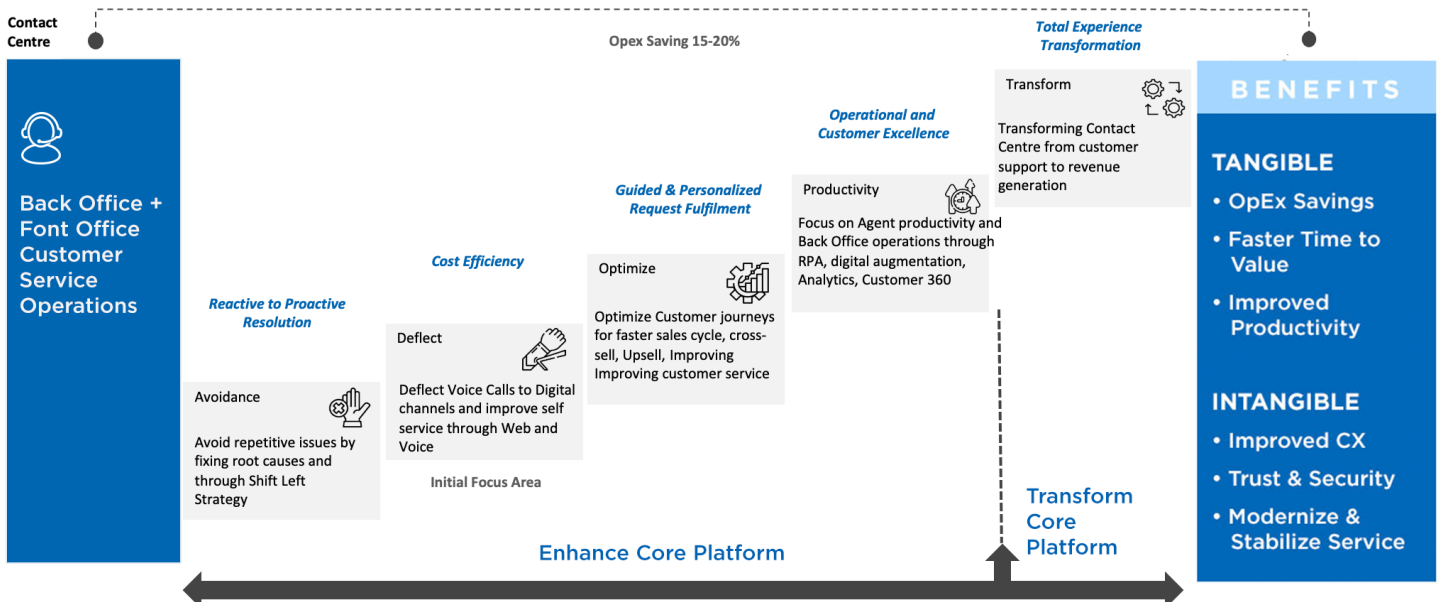 Contact
Centre
Opex Saving 15-20%
Back Office +
Font Office
Customer
Service
Operations
Reactive to Proactive
Resolution
Avoidance
Avoid repetitive issues by
fixing root causes and
through Shift Left
Strategy
Cost Efficiency
Deflect
Deflect Voice Calls to Digital
channels and improve self
service through Web and
Voice
Initial Focus Area
Guided & Personalized
Request Fulfilment
Optimize
Optimize Customer journeys
for faster sales cycle, cross-
sell, Upsell, Improving
Improving customer service
Operational and
Customer Excellence
Productivity
Focus on Agent productivity and
Back Office operations through
RPA, digital augmentation,
Analytics, Customer 360
Total Experience
Transformation
Transform
Transforming Contact
Centre from customer
support to revenue
generation
Enhance Core Platform
Transform
Core
Platform
BENEFITS
TANGIBLE
• OpEx Savings
• Faster Time to
Value
• Improved
Productivity
INTANGIBLE
• Improved CX
• Trust & Security
• Modernize &
Stabilize Service